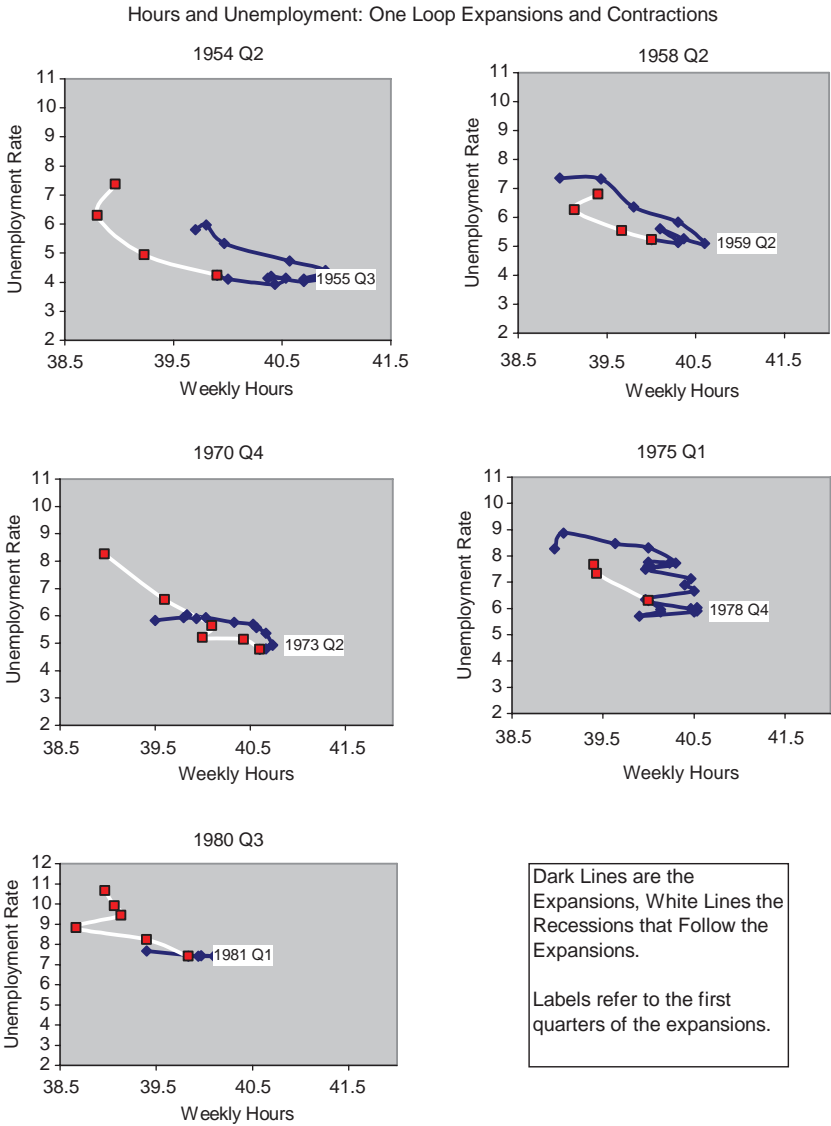 Hours and Unemployment: One Loop Expansions and Contractions
1954 Q2
11
10
9
8
7
6
5
4
3
2
Unemployment Rate
1955 Q3
38.5 39.5 40.5 41.5
Weekly Hours
1958 Q2
11
10
9
8
7
6
5
4
3
2
Unemployment Rate
1959 Q2
38.5 39.5 40.5 41.5
Weekly Hours
1970 Q4
11
10
9
8
7
6
5
4
3
2
Unemployment Rate
1973 Q2
38.5 39.5 40.5 41.5
Weekly Hours
1975 Q1
11
10
9
8
7
6
5
4
3
2
Unemployment Rate
1978 Q4
38.5 39.5 40.5 41.5
Weekly Hours
1980 Q3
12
11
10
9
8
7
6
5
4
3
2
Unemployment Rate
1981 Q1
38.5 39.5 40.5 41.5
Weekly Hours
Dark Lines are the
Expansions, White Lines the
Recessions that Follow the
Expansions.
Labels refer to the first
quarters of the expansions.